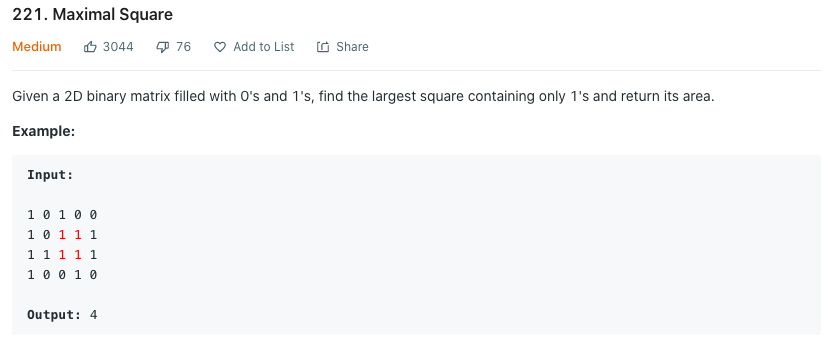 221. Maximal Square
Medium 3044 76 Add to List Share
Given a 2D binary matrix filled with 0's and 1's, find the largest square containing only 1's and return its area.
Example:
Input:
1 0 1 0 0
1 0 1 1 1
1 1 1 1 1
1 0 0 1 0
Output: 4